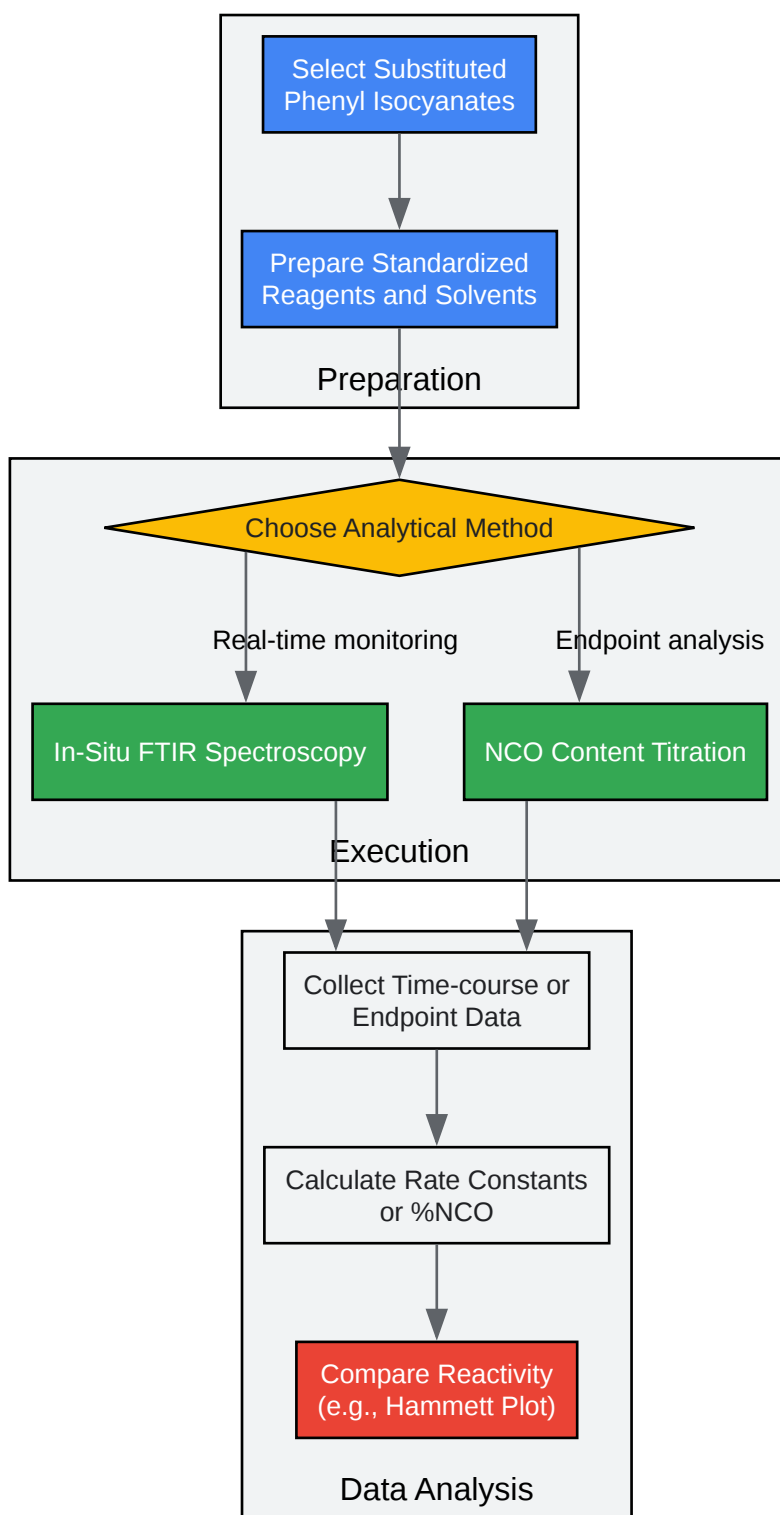 Select Substituted
Phenyl Isocyanates
Prepare Standardized
Reagents and Solvents
Preparation
Choose Analytical Method
Real-time monitoring
Endpoint analysis
In-Situ FTIR Spectroscopy
NCO Content Titration
Execution
Collect Time-course or
Endpoint Data
Calculate Rate Constants
or %NCO
Compare Reactivity
(e.g., Hammett Plot)
Data Analysis